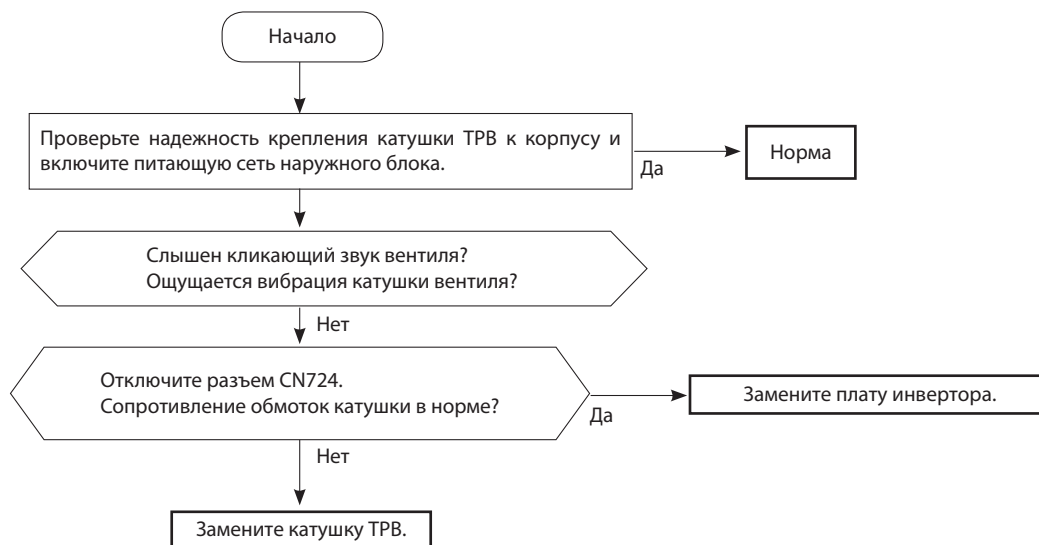 Начало
Проверьте надежность крепления катушки ТРВ к корпусу и
включите питающую сеть наружного блока.
Да
Норма
Слышен кликающий звук вентиля?
Ощущается вибрация катушки вентиля?
Нет
Отключите разъем CN724.
Сопротивление обмоток катушки в норме?
Да
Замените плату инвертора.
Нет
Замените катушку ТРВ.